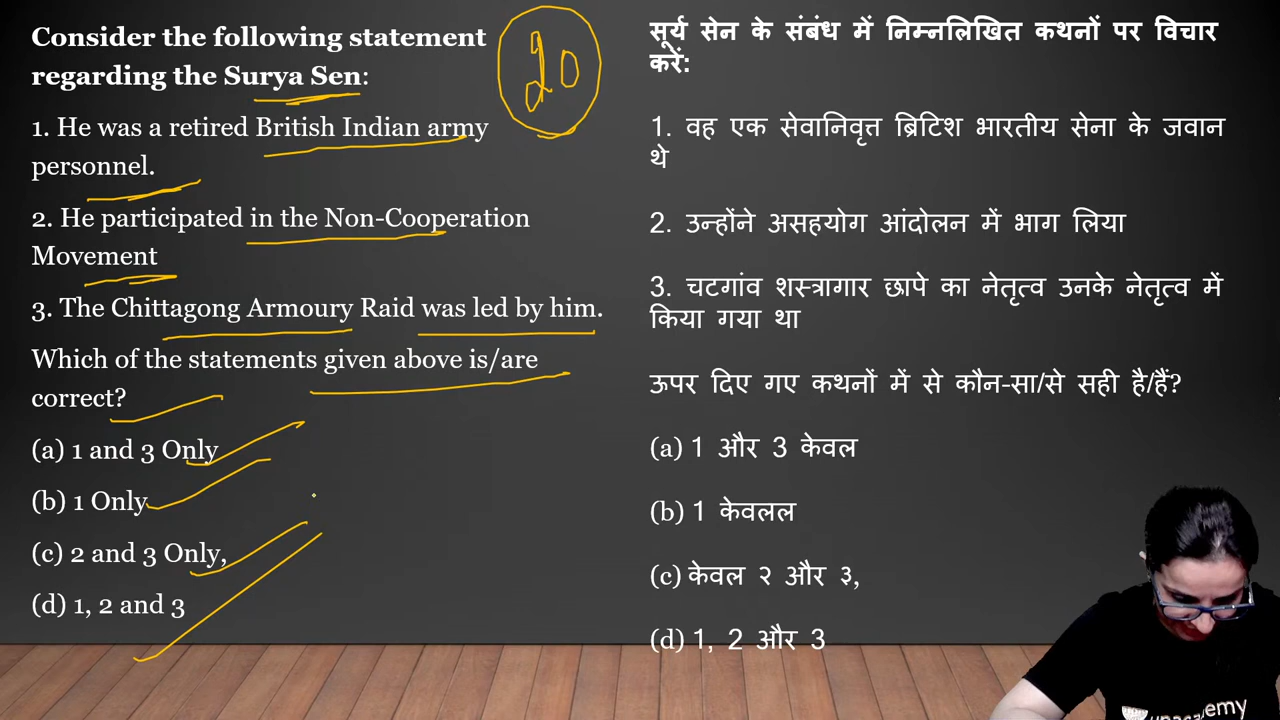 Consider the following statement
regarding the Surya Sen:
1. He was a retired British Indian army
personnel.
2. He participated in the Non-Cooperation
Movement
3. The Chittagong Armoury Raid was led by him.
Which of the statements given above is/are
correct?
(a) 1 and 3 Only
(b) 1 Only
(c) 2 and 3 Only,
(d) 1, 2 and 3
20
सूर्य सेन के संबंध में निम्नलिखित कथनों पर विचार
करें:
1. वह एक सेवानिवृत्त ब्रिटिश भारतीय सेना के जवान
थे
2. उन्होंने असहयोग आंदोलन में भाग लिया
3. चटगांव शस्त्रागार छापे का नेतृत्व उनके नेतृत्व में
किया गया था
ऊपर दिए गए कथनों में से कौन-सा/से सही है/हैं?
(a) 1 और 3 केवल
(b) 1 केवलल
(c) केवल २ और ३,
(d) 1, 2 और 3